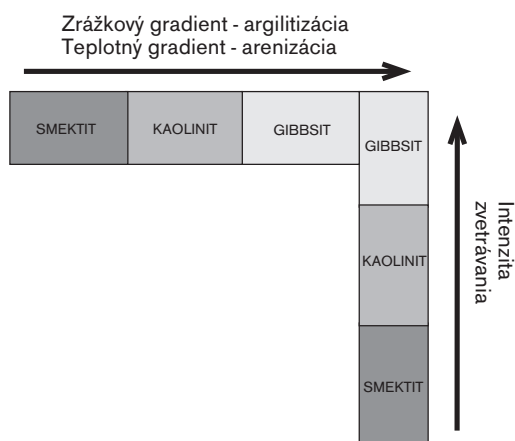 Zrážkový gradient - argilitizácia
Teplotný gradient - arenizácia
SMEKTIT
KAOLINIT
GIBBSIT
GIBBSIT
KAOLINIT
SMEKTIT
Intenzita
zvetrávania